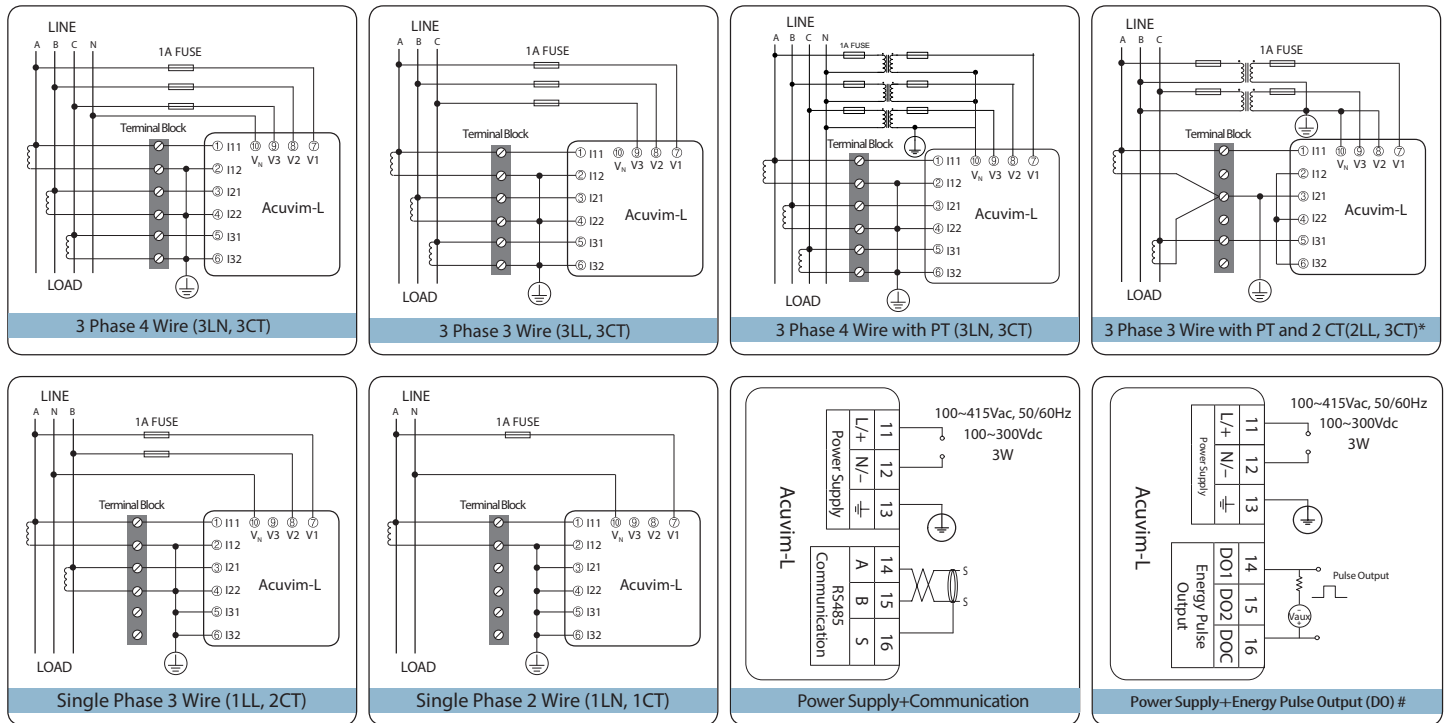 LINE
A B C N
1A FUSE
Terminal Block
① I11
② I12
③ I21
④ I22
⑤ I31
⑥ I32
⑩ ⑨ ⑧ ⑦
VN V3 V2 V1
Acuvim-L
LOAD
3 Phase 4 Wire (3LN, 3CT)
LINE
A B C
1A FUSE
Terminal Block
① I11
② I12
③ I21
④ I22
⑤ I31
⑥ I32
⑩ ⑨ ⑧ ⑦
VN V3 V2 V1
Acuvim-L
LOAD
3 Phase 3 Wire (3LL, 3CT)
LINE
A B C N
1A FUSE
Terminal Block
① I11
② I12
③ I21
④ I22
⑤ I31
⑥ I32
⑩ ⑨ ⑧ ⑦
VN V3 V2 V1
Acuvim-L
LOAD
3 Phase 4 Wire with PT (3LN, 3CT)
LINE
A B C
1A FUSE
Terminal Block
① I11
② I12
③ I21
④ I22
⑤ I31
⑥ I32
⑩ ⑨ ⑧ ⑦
VN V3 V2 V1
Acuvim-L
LOAD
3 Phase 3 Wire with PT and 2 CT(2LL, 3CT)*
LINE
A N B
1A FUSE
Terminal Block
① I11
② I12
③ I21
④ I22
⑤ I31
⑥ I32
⑩ ⑨ ⑧ ⑦
VN V3 V2 V1
Acuvim-L
LOAD
Single Phase 3 Wire (1LL, 2CT)
LINE
A N
1A FUSE
Terminal Block
① I11
② I12
③ I21
④ I22
⑤ I31
⑥ I32
⑩ ⑨ ⑧ ⑦
VN V3 V2 V1
Acuvim-L
LOAD
Single Phase 2 Wire (1LN, 1CT)
Acuvim-L
Power Supply
L/+ 11
N/− 12
13
100~415Vac, 50/60Hz
100~300Vdc
3W
RS485
Communication
A 14
B 15
S 16
S
S
Power Supply+Communication
Acuvim-L
Power Supply
L/+ 11
N/− 12
13
100~415Vac, 50/60Hz
100~300Vdc
3W
Energy Pulse
Output
DO1 14
DO2 15
DOC 16
Pulse Output
-
Vaux
+
Power Supply+Energy Pulse Output (DO) #